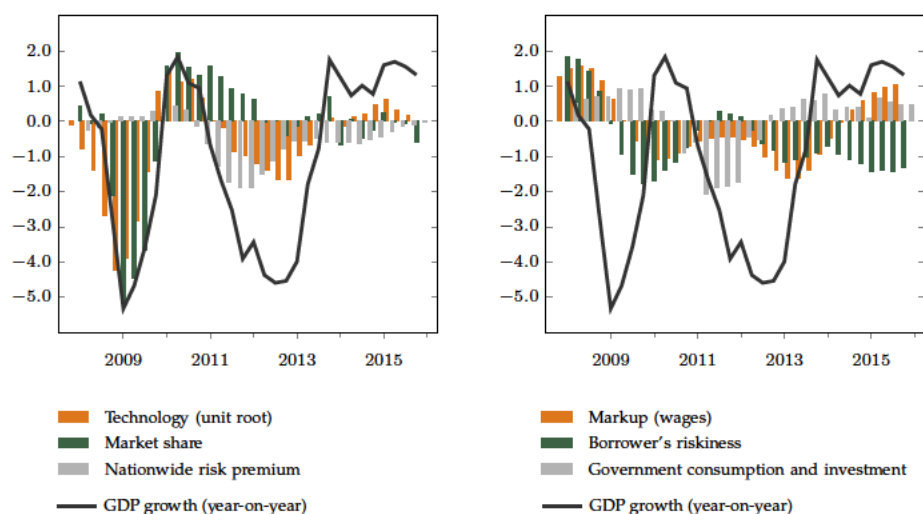 2.0
1.0
0.0
−1.0
−2.0
−3.0
−4.0
−5.0
2009 2011 2013 2015
Technology (unit root)
Market share
Nationwide risk premium
GDP growth (year-on-year)
2.0
1.0
0.0
−1.0
−2.0
−3.0
−4.0
−5.0
2009 2011 2013 2015
Markup (wages)
Borrower's riskiness
Government consumption and investment
GDP growth (year-on-year)